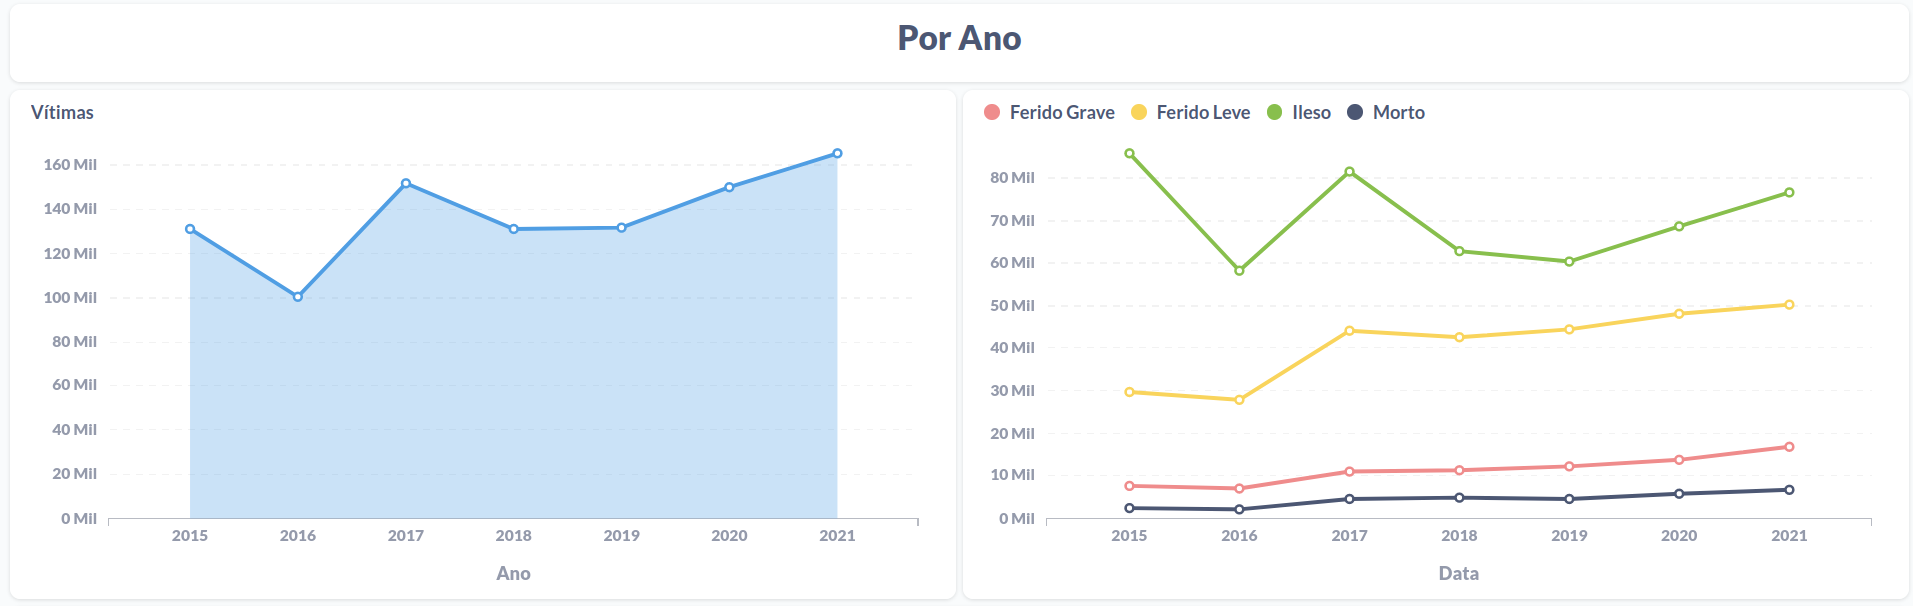 Por Ano
Vítimas
160 Mil
140 Mil
120 Mil
100 Mil
80 Mil
60 Mil
40 Mil
20 Mil
0 Mil
2015 2016 2017 2018 2019 2020 2021
Ano
Ferido Grave Ferido Leve Ileso Morto
80 Mil
70 Mil
60 Mil
50 Mil
40 Mil
30 Mil
20 Mil
10 Mil
0 Mil
2015 2016 2017 2018 2019 2020 2021
Data